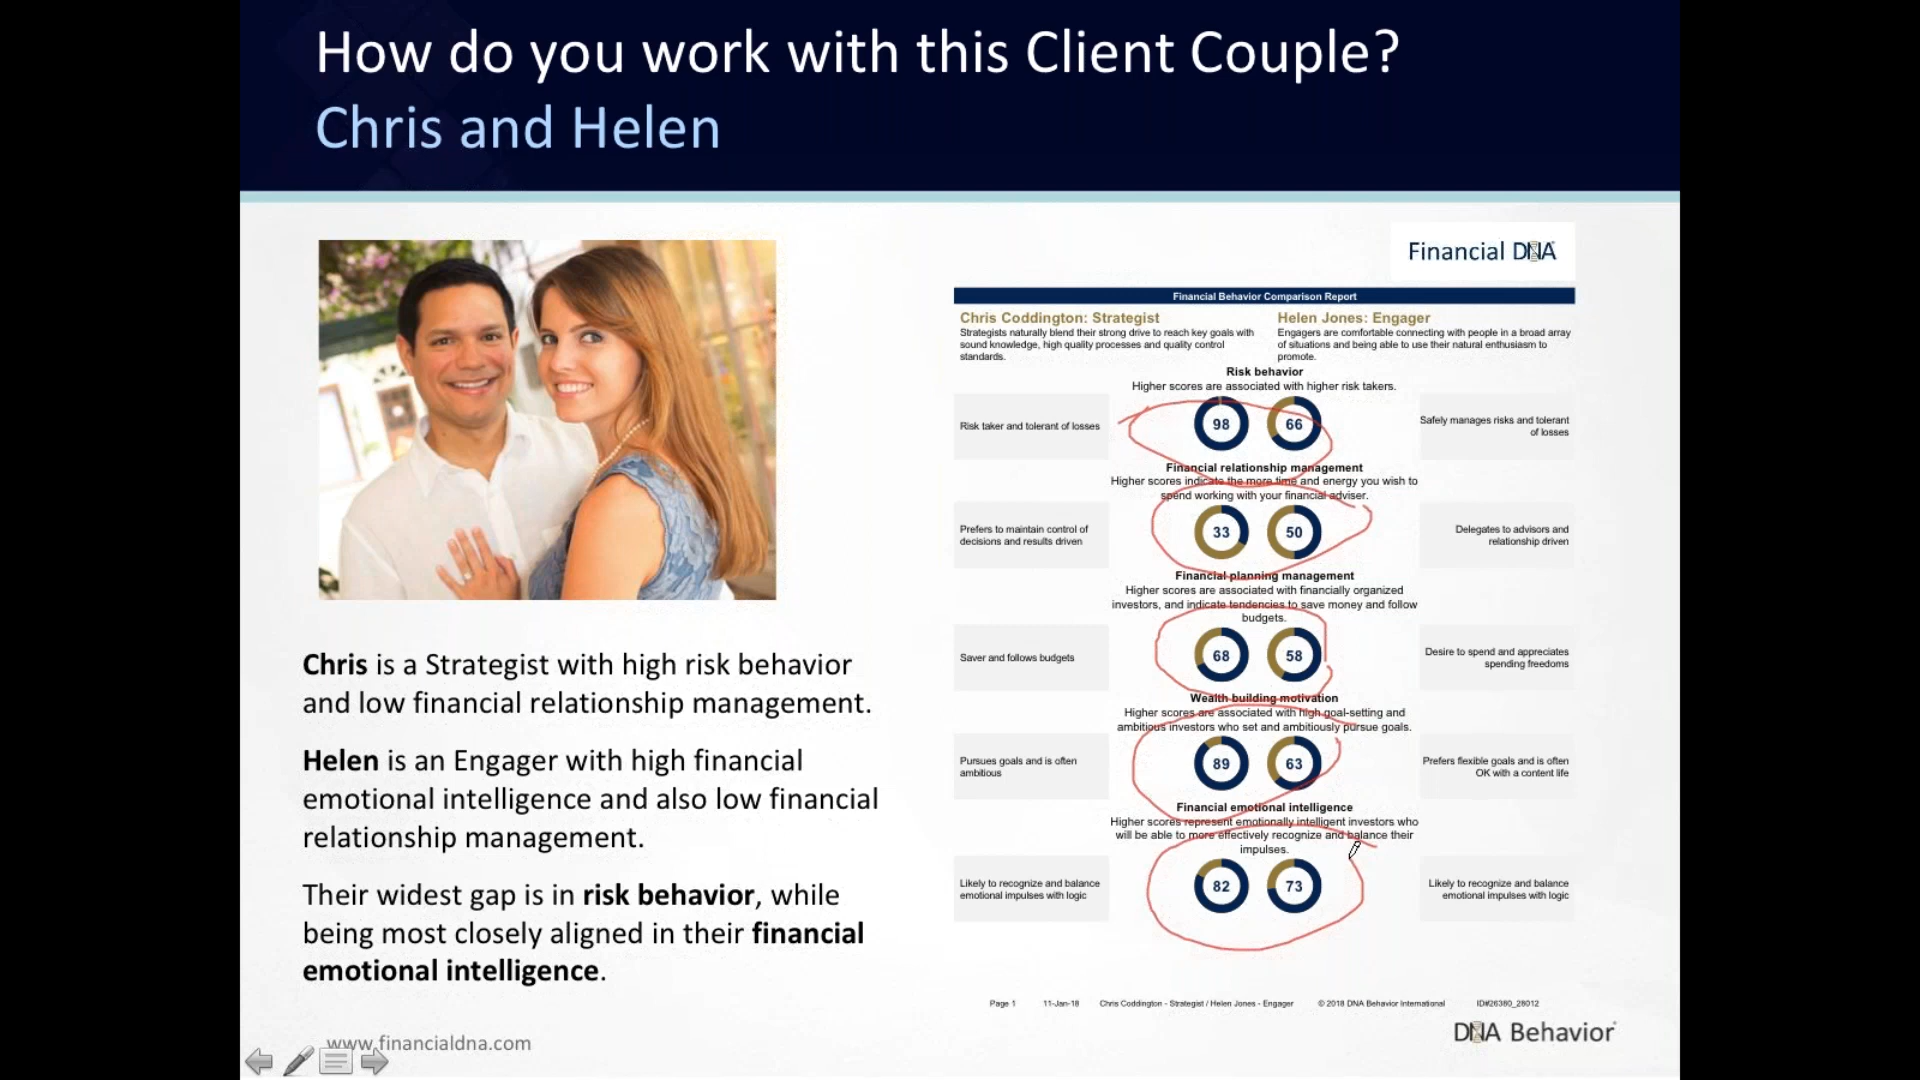 How do you work with this Client Couple?
Chris and Helen
Chris is a Strategist with high risk behavior
and low financial relationship management.
Helen is an Engager with high financial
emotional intelligence and also low financial
relationship management.
Their widest gap is in risk behavior, while
being most closely aligned in their financial
emotional intelligence.
Financial DNA
Financial Behavior Comparison Report
Chris Coddington: Strategist
Strategists naturally blend their strong drive to reach key goals with
sound knowledge, high quality processes and quality control
standards.
Helen Jones: Engager
Engagers are comfortable connecting with people in a broad array
of situations and being able to use their natural enthusiasm to
promote.
Risk behavior
Higher scores are associated with higher risk takers.
Risk taker and tolerant of losses
98
66
Safely manages risks and tolerant
of losses
Financial relationship management
Higher scores indicate the more time and energy you wish to
spend working with your financial adviser.
Prefers to maintain control of
decisions and results driven
33
50
Delegates to advisors and
relationship driven
Financial planning management
Higher scores are associated with financially organized
investors, and indicate tendencies to save money and follow
budgets.
Saver and follows budgets
68
58
Desire to spend and appreciates
spending freedoms
Wealth building motivation
Higher scores are associated with high goal-setting and
ambitious investors who set and ambitiously pursue goals.
Pursues goals and is often
ambitious
89
63
Prefers flexible goals and is often
OK with a content life
Financial emotional intelligence
Higher scores represent emotionally intelligent investors who
will be able to more effectively recognize and balance their
impulses.
Likely to recognize and balance
emotional impulses with logic
82
73
Likely to recognize and balance
emotional impulses with logic
Page 1 11-Jan-18 Chris Coddington - Strategist / Helen Jones - Engager © 2018 DNA Behavior International ID#26380_28012
www.financialdna.com
DNA Behavior